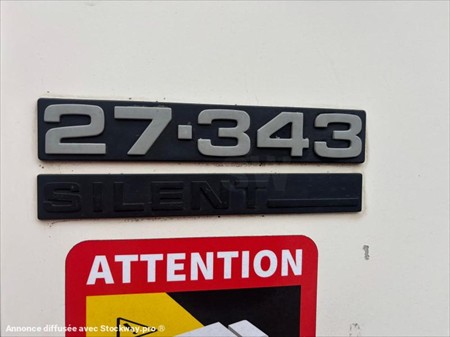 27·343
SILENT
ATTENTION
Annonce diffusée avec Stockway.pro ®